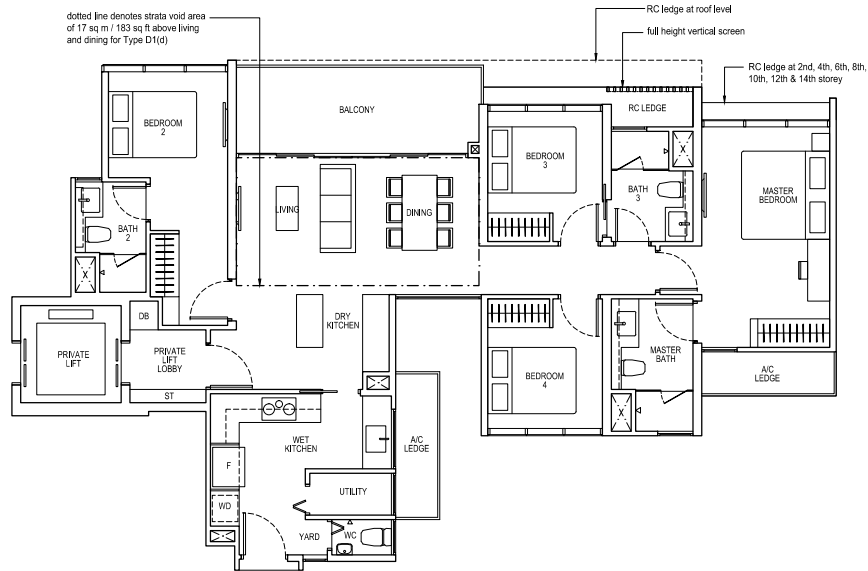 dotted line denotes strata void area
of 17 sq m / 183 sq ft above living
and dining for Type D1(d)
RC ledge at roof level
full height vertical screen
RC ledge at 2nd, 4th, 6th, 8th,
10th, 12th & 14th storey
BALCONY
RC LEDGE
BEDROOM
2
BEDROOM
3
X
BATH
3
MASTER
BEDROOM
LIVING
DINING
BATH
2
X
DB
DRY
KITCHEN
PRIVATE
LIFT
PRIVATE
LIFT
LOBBY
ST
BEDROOM
4
MASTER
BATH
A/C
LEDGE
X
WET
KITCHEN
A/C
LEDGE
F
WD
UTILITY
YARD
WC